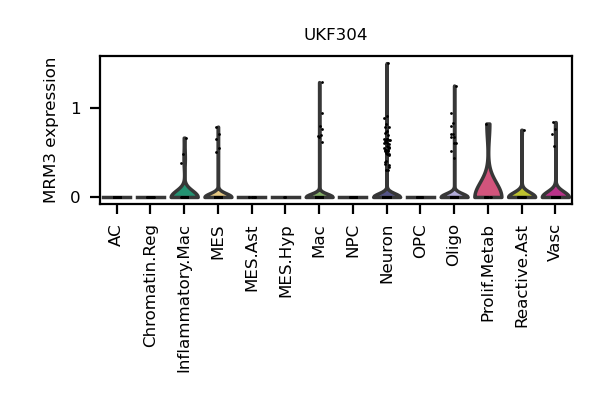 UKF304
MRM3 expression
1
0
AC
Chromatin.Reg
Inflammatory.Mac
MES
MES.Ast
MES.Hyp
Mac
NPC
Neuron
OPC
Oligo
Prolif.Metab
Reactive.Ast
Vasc